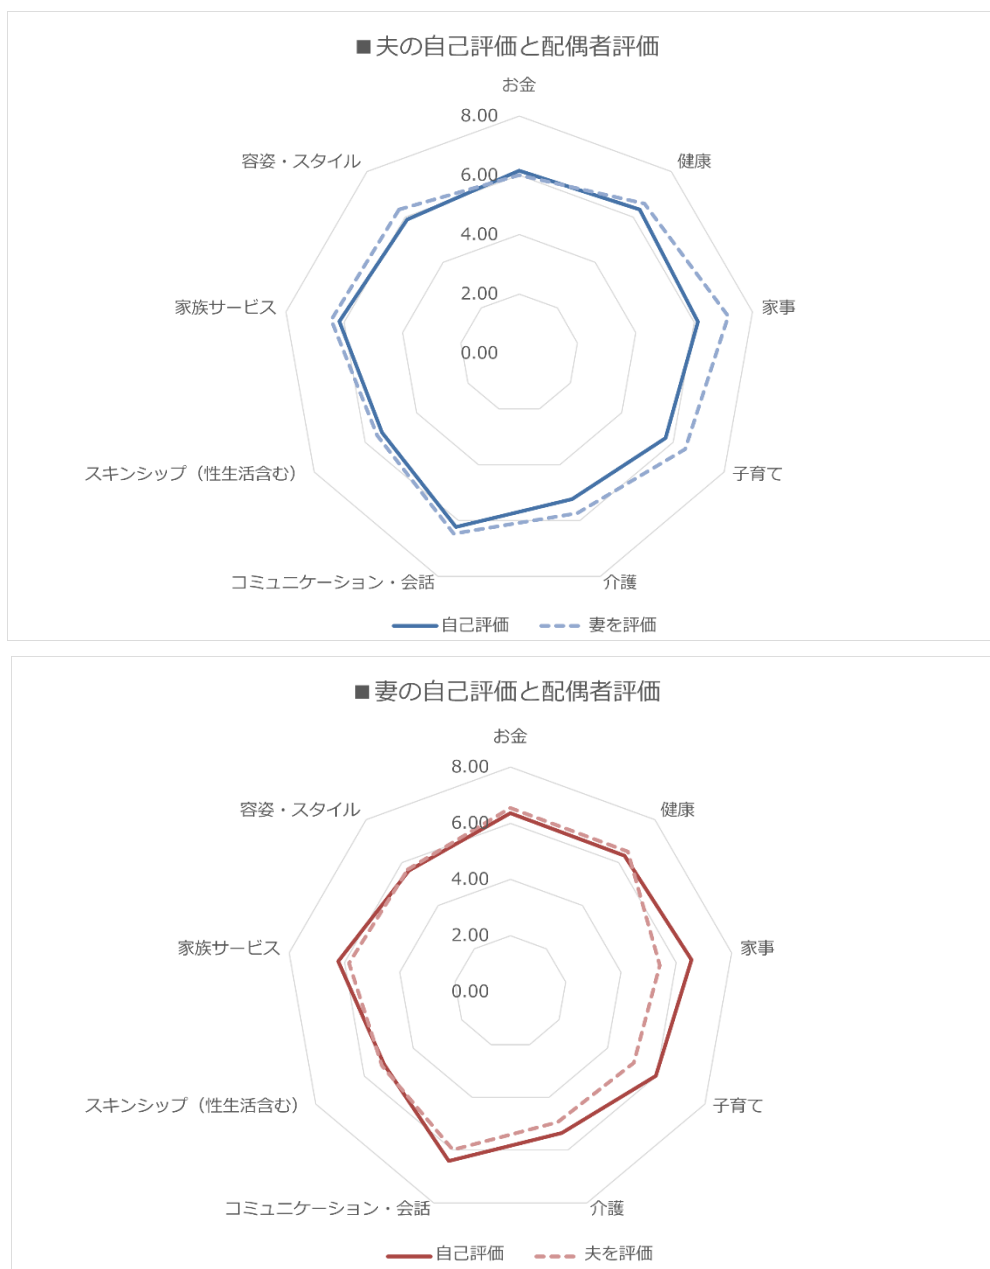 ■夫の自己評価と配偶者評価
お金
8.00
容姿・スタイル
健康
6.00
4.00
家族サービス
2.00
家事
0.00
スキンシップ（性生活含む）
子育て
コミュニケーション・会話
介護
自己評価
妻を評価
■妻の自己評価と配偶者評価
お金
8.00
容姿・スタイル
健康
6.00
4.00
家族サービス
2.00
家事
0.00
スキンシップ（性生活含む）
子育て
コミュニケーション・会話
介護
自己評価
夫を評価